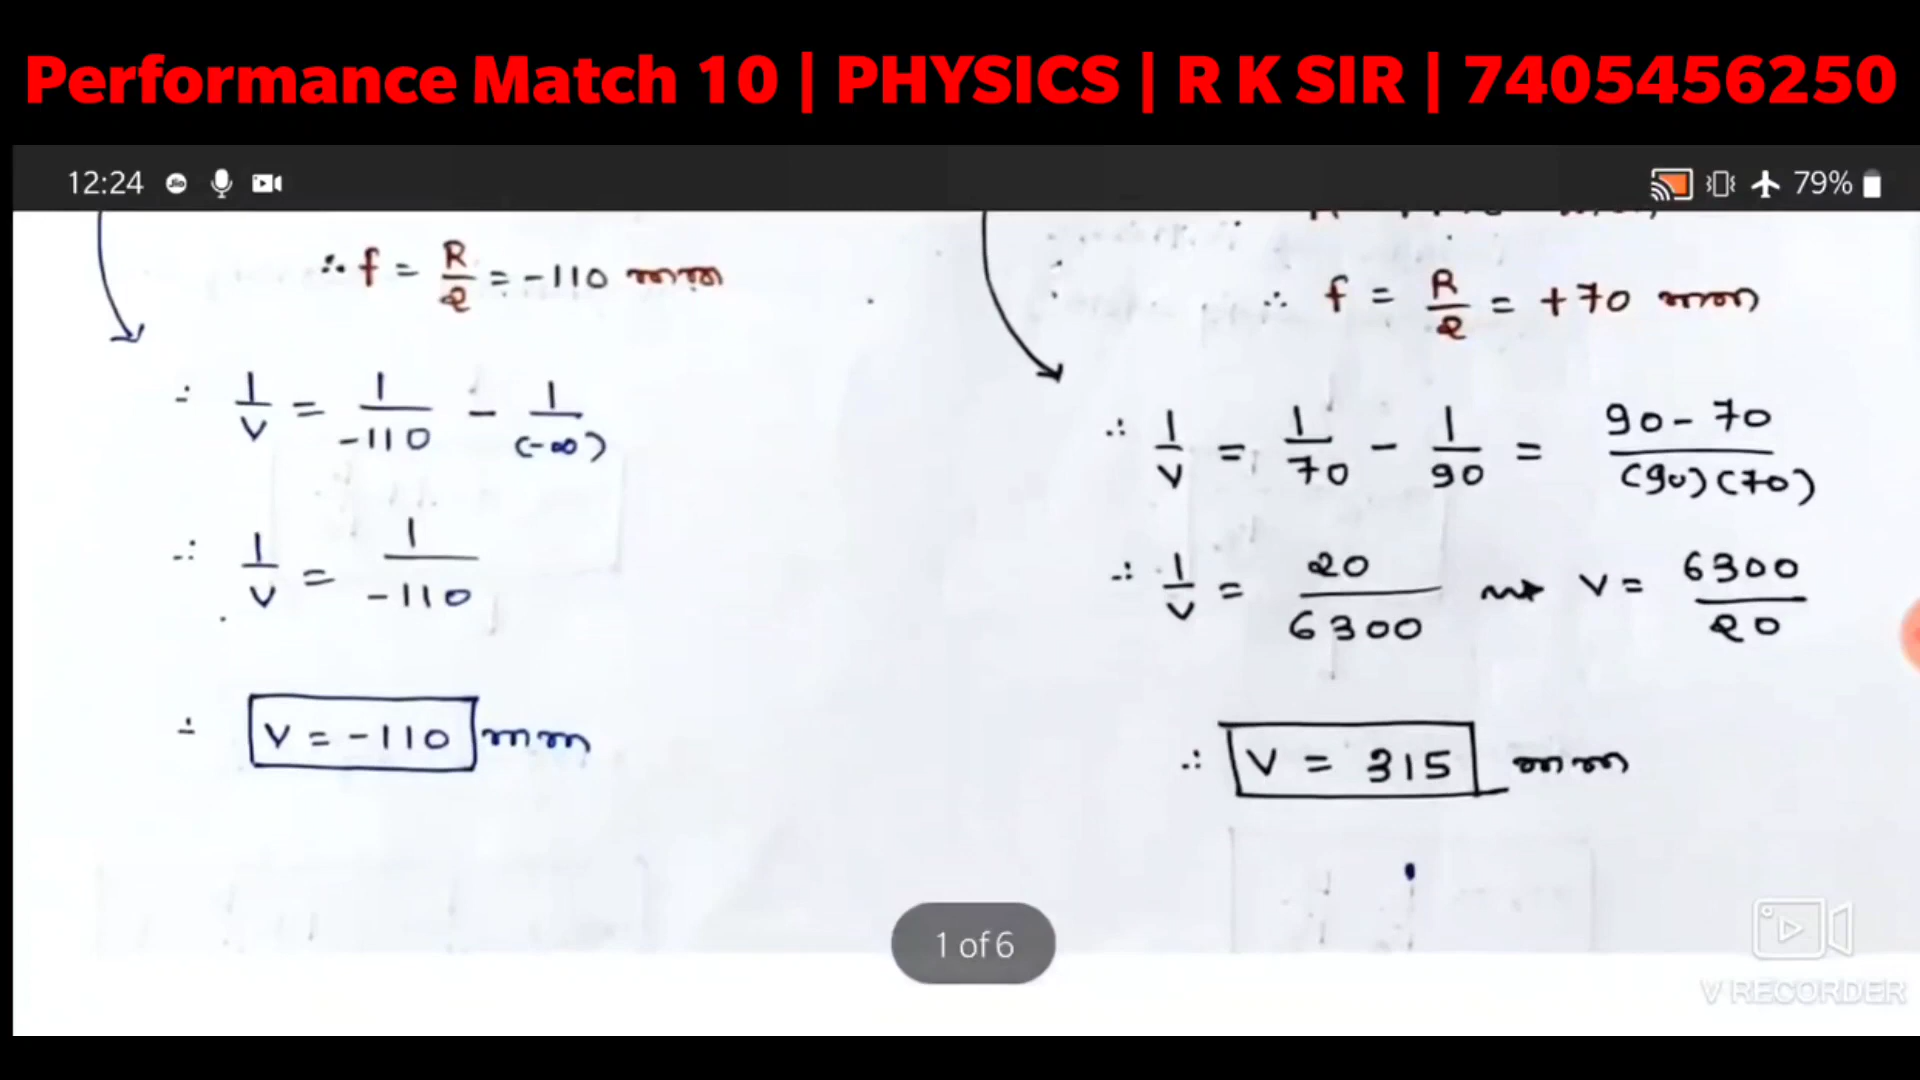 Performance Match 10 | PHYSICS | R K SIR | 7405456250
12:24
79%
∴ f = R/2 = -110 mm
∴ 1/v = 1/-110 - 1/(-∞)
∴ 1/v = 1/-110
∴ v = -110 mm
∴ f = R/2 = +70 mm
∴ 1/v = 1/70 - 1/90 = 90-70/(90)(70)
∴ 1/v = 20/6300 ⇝ v = 6300/20
∴ v = 315 mm
1 of 6
V RECORDER